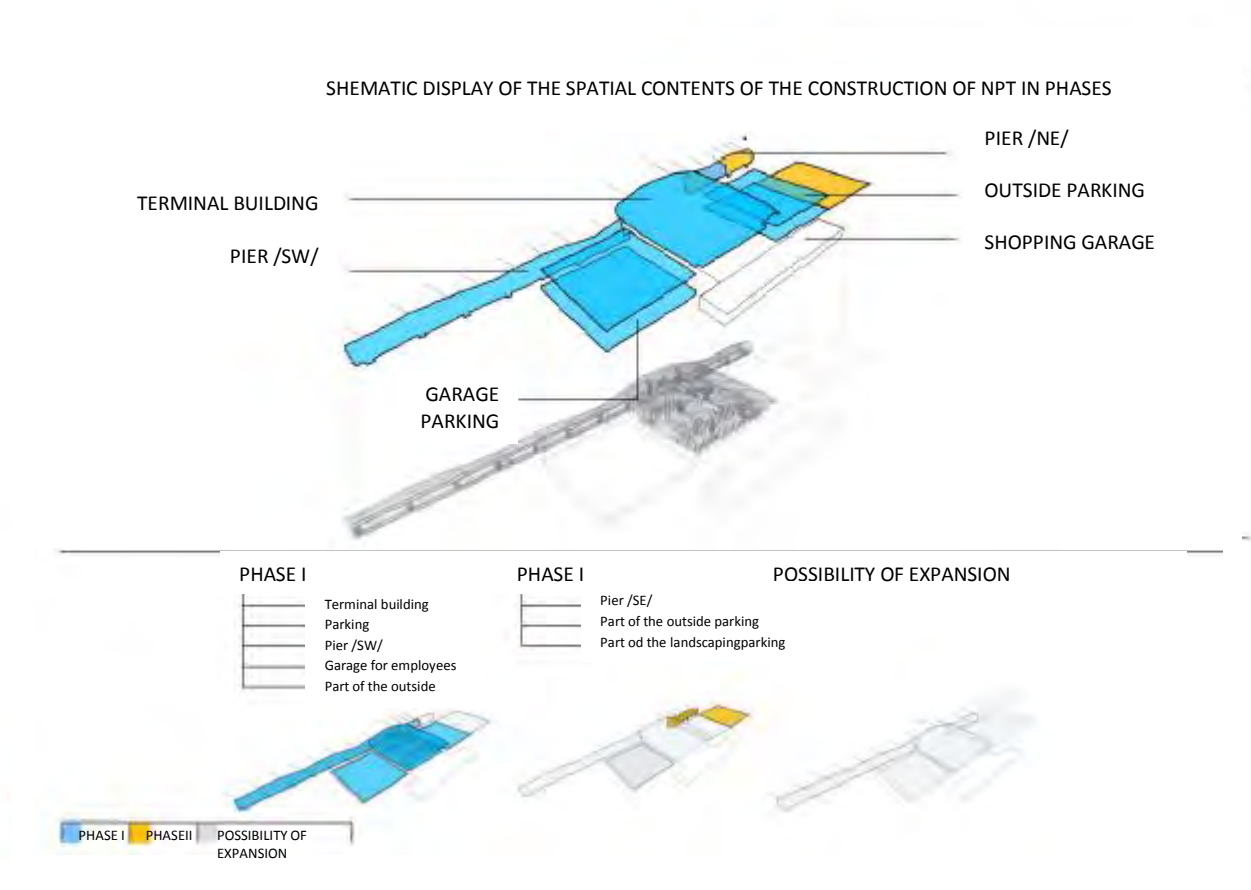 SHEMATIC DISPLAY OF THE SPATIAL CONTENTS OF THE CONSTRUCTION OF NPT IN PHASES
PIER /NE/
TERMINAL BUILDING
OUTSIDE PARKING
PIER /SW/
SHOPPING GARAGE
GARAGE
PARKING
PHASE I
Terminal building
Parking
Pier /SW/
Garage for employees
Part of the outside
PHASE I
Pier /SE/
Part of the outside parking
Part od the landscapingparking
POSSIBILITY OF EXPANSION
PHASE I
PHASEII
POSSIBILITY OF
EXPANSION